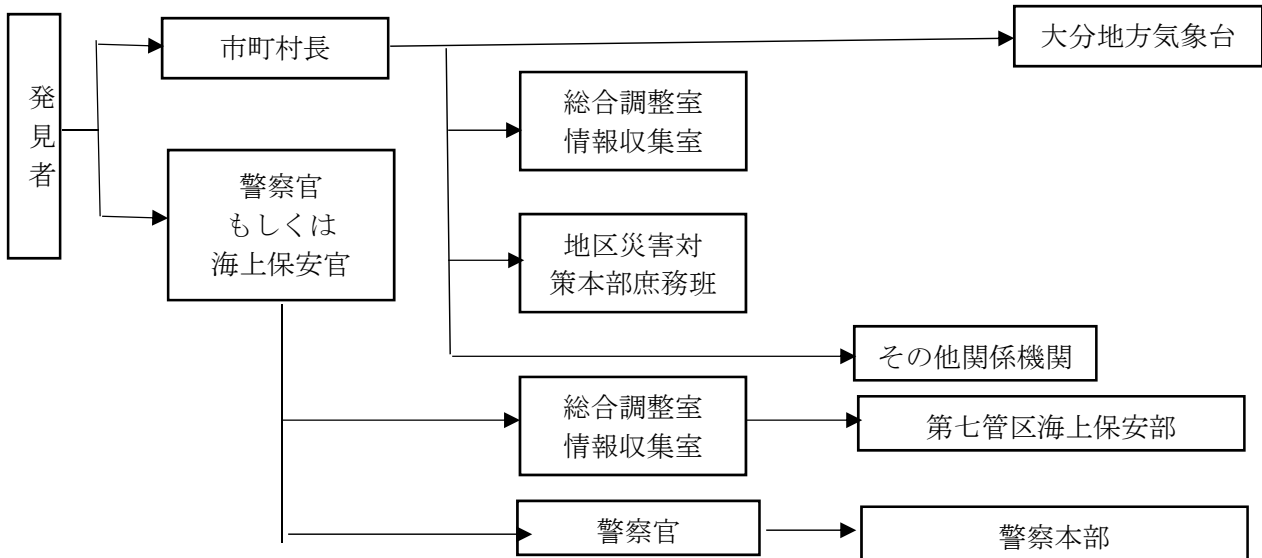 発見者
市町村長
大分地方気象台
総合調整室
情報収集室
警察官
もしくは
海上保安官
地区災害対
策本部庶務班
その他関係機関
総合調整室
情報収集室
第七管区海上保安部
警察官
警察本部